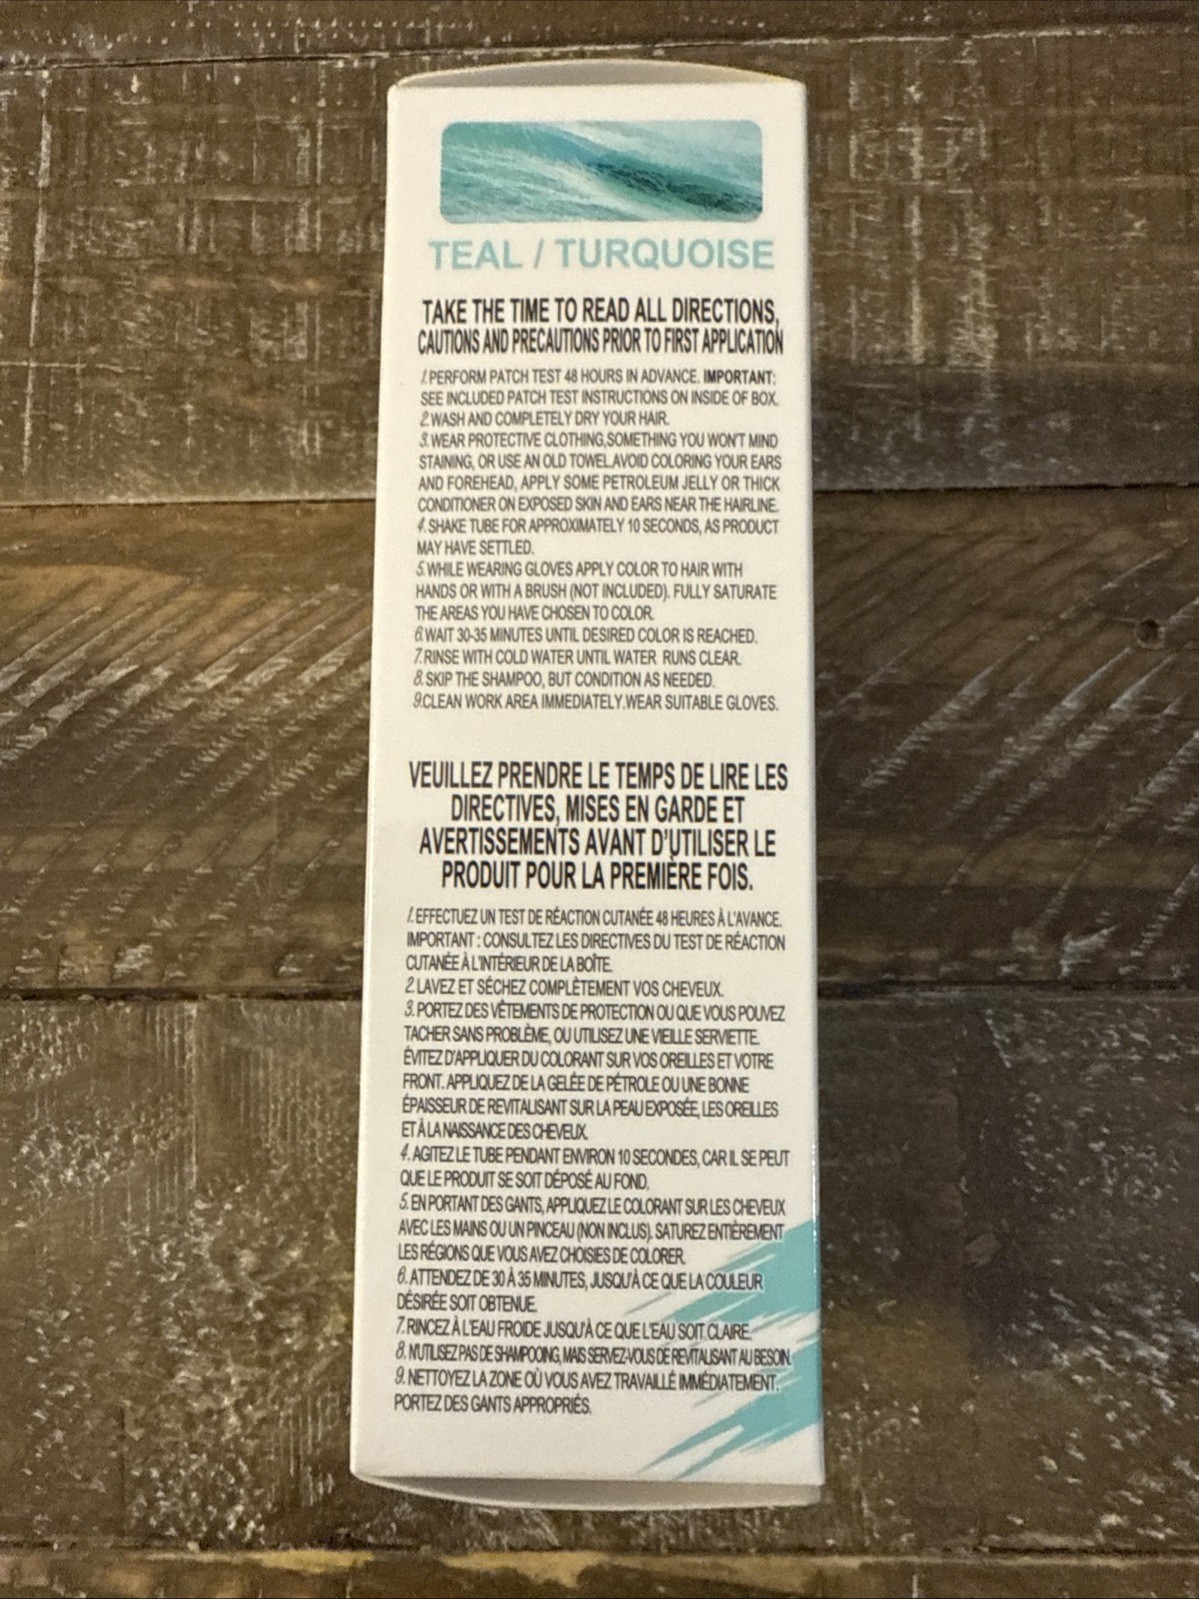 TEAL / TURQUOISE
TAKE THE TIME TO READ ALL DIRECTIONS,
CAUTIONS AND PRECAUTIONS PRIOR TO FIRST APPLICATION
1.PERFORM PATCH TEST 48 HOURS IN ADVANCE. IMPORTANT:
SEE INCLUDED PATCH TEST INSTRUCTIONS ON INSIDE OF BOX.
2.WASH AND COMPLETELY DRY YOUR HAIR.
3.WEAR PROTECTIVE CLOTHING,SOMETHING YOU WON'T MIND
STAINING, OR USE AN OLD TOWEL.AVOID COLORING YOUR EARS
AND FOREHEAD, APPLY SOME PETROLEUM JELLY OR THICK
CONDITIONER ON EXPOSED SKIN AND EARS NEAR THE HAIRLINE.
4.SHAKE TUBE FOR APPROXIMATELY 10 SECONDS, AS PRODUCT
MAY HAVE SETTLED.
5.WHILE WEARING GLOVES APPLY COLOR TO HAIR WITH
HANDS OR WITH A BRUSH (NOT INCLUDED). FULLY SATURATE
THE AREAS YOU HAVE CHOSEN TO COLOR.
6.WAIT 30-35 MINUTES UNTIL DESIRED COLOR IS REACHED.
7.RINSE WITH COLD WATER UNTIL WATER RUNS CLEAR.
8.SKIP THE SHAMPOO, BUT CONDITION AS NEEDED.
9.CLEAN WORK AREA IMMEDIATELY.WEAR SUITABLE GLOVES.
VEUILLEZ PRENDRE LE TEMPS DE LIRE LES
DIRECTIVES, MISES EN GARDE ET
AVERTISSEMENTS AVANT D'UTILISER LE
PRODUIT POUR LA PREMIÈRE FOIS.
1.EFFECTUEZ UN TEST DE RÉACTION CUTANÉE 48 HEURES À L'AVANCE.
IMPORTANT : CONSULTEZ LES DIRECTIVES DU TEST DE RÉACTION
CUTANÉE À L'INTÉRIEUR DE LA BOÎTE.
2.LAVEZ ET SÉCHEZ COMPLÈTEMENT VOS CHEVEUX.
3. PORTEZ DES VÊTEMENTS DE PROTECTION OU QUE VOUS POUVEZ
TACHER SANS PROBLÈME, OU UTILISEZ UNE VIEILLE SERVIETTE.
ÉVITEZ D'APPLIQUER DU COLORANT SUR VOS OREILLES ET VOTRE
FRONT. APPLIQUEZ DE LA GELÉE DE PÉTROLE OU UNE BONNE
ÉPAISSEUR DE REVITALISANT SUR LA PEAU EXPOSÉE, LES OREILLES
ET À LA NAISSANCE DES CHEVEUX.
4. AGITEZ LE TUBE PENDANT ENVIRON 10 SECONDES, CAR IL SE PEUT
QUE LE PRODUIT SE SOIT DÉPOSÉ AU FOND.
5. EN PORTANT DES GANTS, APPLIQUEZ LE COLORANT SUR LES CHEVEUX
AVEC LES MAINS OU UN PINCEAU (NON INCLUS). SATUREZ ENTIÈREMENT
LES RÉGIONS QUE VOUS AVEZ CHOISIES DE COLORER.
6. ATTENDEZ DE 30 À 35 MINUTES, JUSQU'À CE QUE LA COULEUR
DÉSIRÉE SOIT OBTENUE.
7. RINCEZ À L'EAU FROIDE JUSQU'À CE QUE L'EAU SOIT CLAIRE.
8. N'UTILISEZ PAS DE SHAMPOOING, MAIS SERVEZ-VOUS DE REVITALISANT AU BESOIN.
9. NETTOYEZ LA ZONE OÙ VOUS AVEZ TRAVAILLÉ IMMÉDIATEMENT.
PORTEZ DES GANTS APPROPRIÉS.